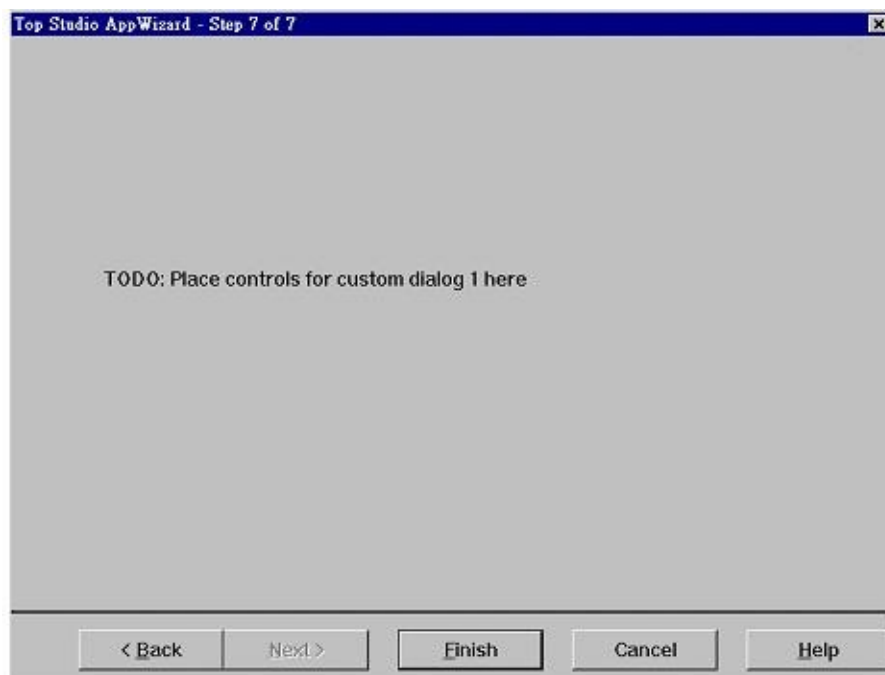 Top Studio AppWizard - Step 7 of 7
TODO: Place controls for custom dialog 1 here
< Back Next > Finish Cancel Help